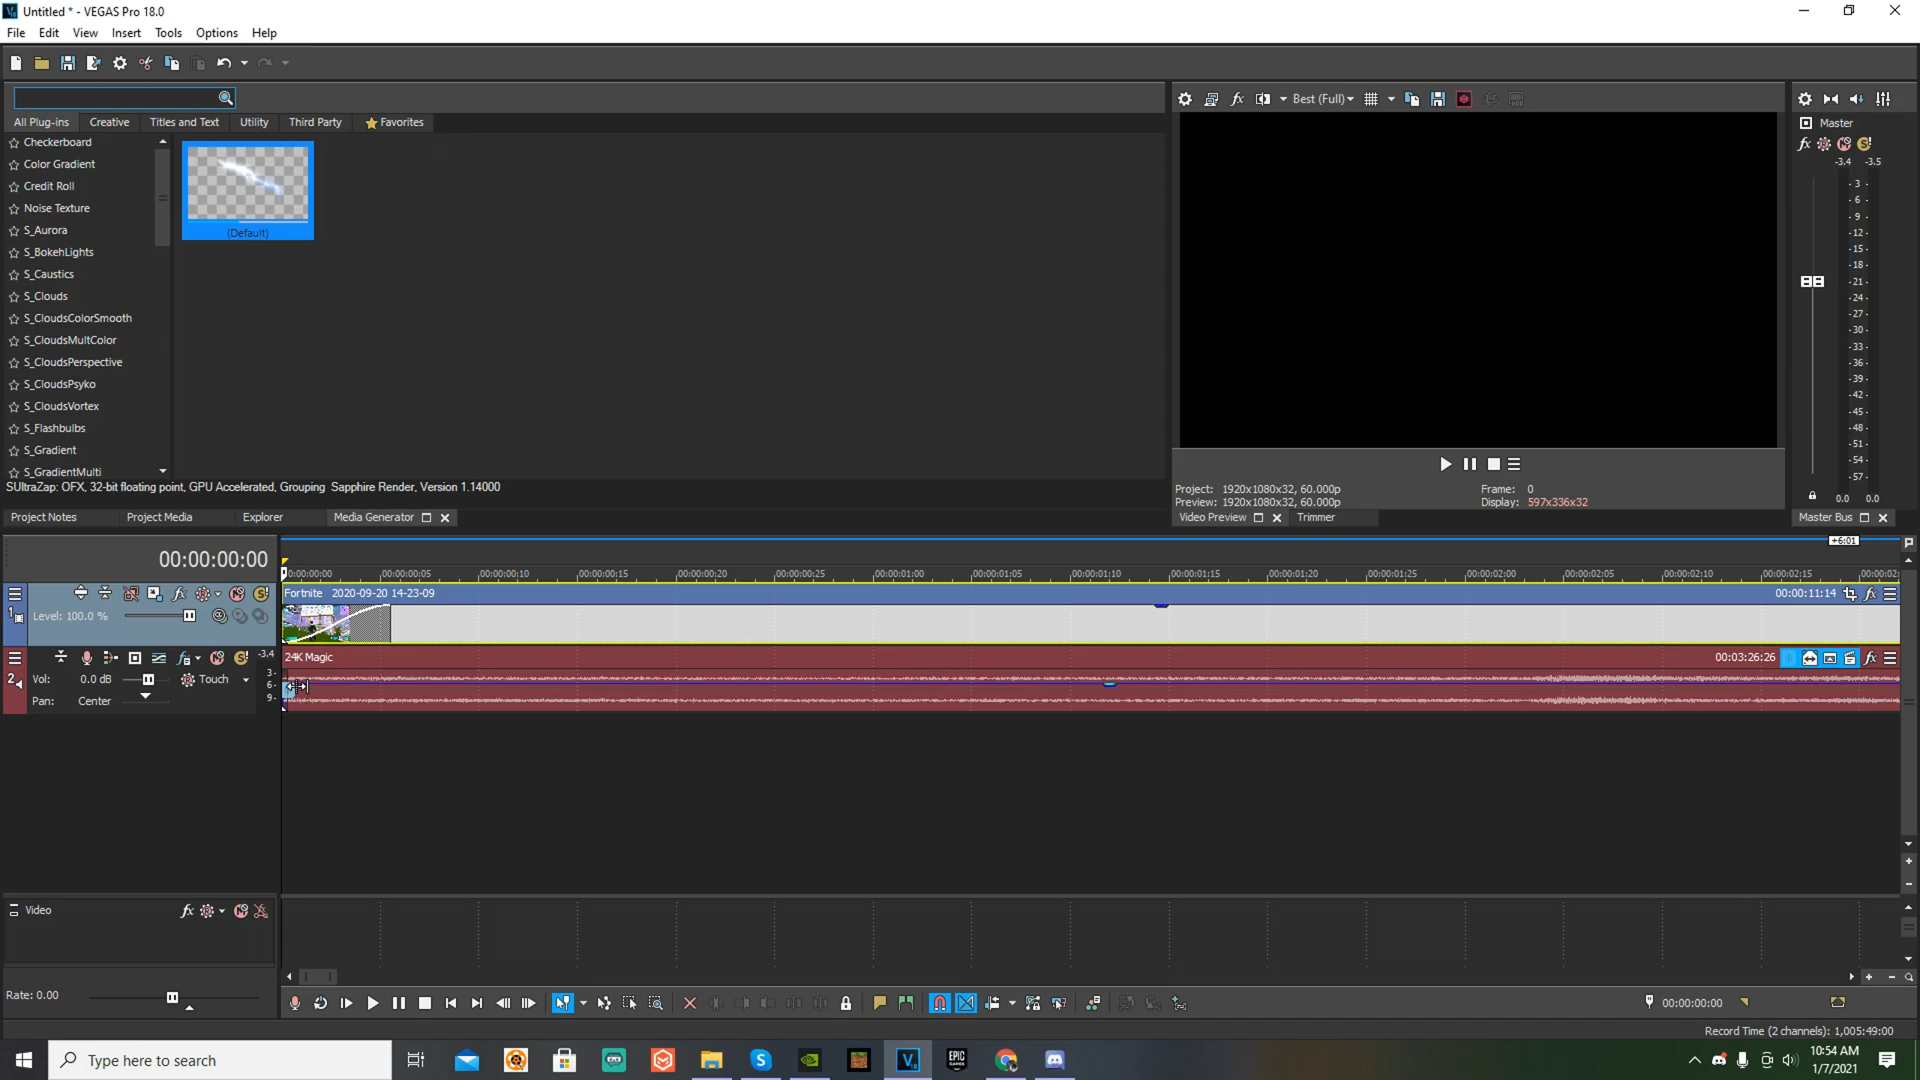 Untitled * - VEGAS Pro 18.0
File Edit View Insert Tools Options Help
Best (Full)
All Plug-ins Creative Titles and Text Utility Third Party Favorites
Master
-3.4 -3.5
Checkerboard
Color Gradient
Credit Roll
Noise Texture
S_Aurora
S_BokehLights
S_Caustics
S_Clouds
S_CloudsColorSmooth
S_CloudsMultColor
S_CloudsPerspective
S_CloudsPsyko
S_CloudsVortex
S_Flashbulbs
S_Gradient
S_GradientMulti
(Default)
- 3 -
- 6 -
- 9 -
-12-
-15-
-18-
-21-
-24-
-27-
-30-
-33-
-36-
-39-
-42-
-45-
-48-
-51-
-54-
-57-
0.0 0.0
SUltraZap: OFX, 32-bit floating point, GPU Accelerated, Grouping Sapphire Render, Version 1.14000
Project: 1920x1080x32, 60.000p Frame: 0
Preview: 1920x1080x32, 60.000p Display: 597x336x32
Project Notes Project Media Explorer Media Generator
Video Preview Trimmer
Master Bus
+6:01
00:00:00:00
0:00:00:00 00:00:00:05 00:00:00:10 00:00:00:15 00:00:00:20 00:00:00:25 00:00:01:00 00:00:01:05 00:00:01:10 00:00:01:15 00:00:01:20 00:00:01:25 00:00:02:00 00:00:02:05 00:00:02:10 00:00:02:15 00:00:02:
1
Level: 100.0 %
Fortnite 2020-09-20 14-23-09 00:00:11:14
24K Magic 00:03:26:26
-3.4
2
Vol: 0.0 dB Touch
Pan: Center
3-
6-
9-
Video
Rate: 0.00
00:00:00:00
Record Time (2 channels): 1,005:49:00
Type here to search
EPIC GAMES
10:54 AM
1/7/2021